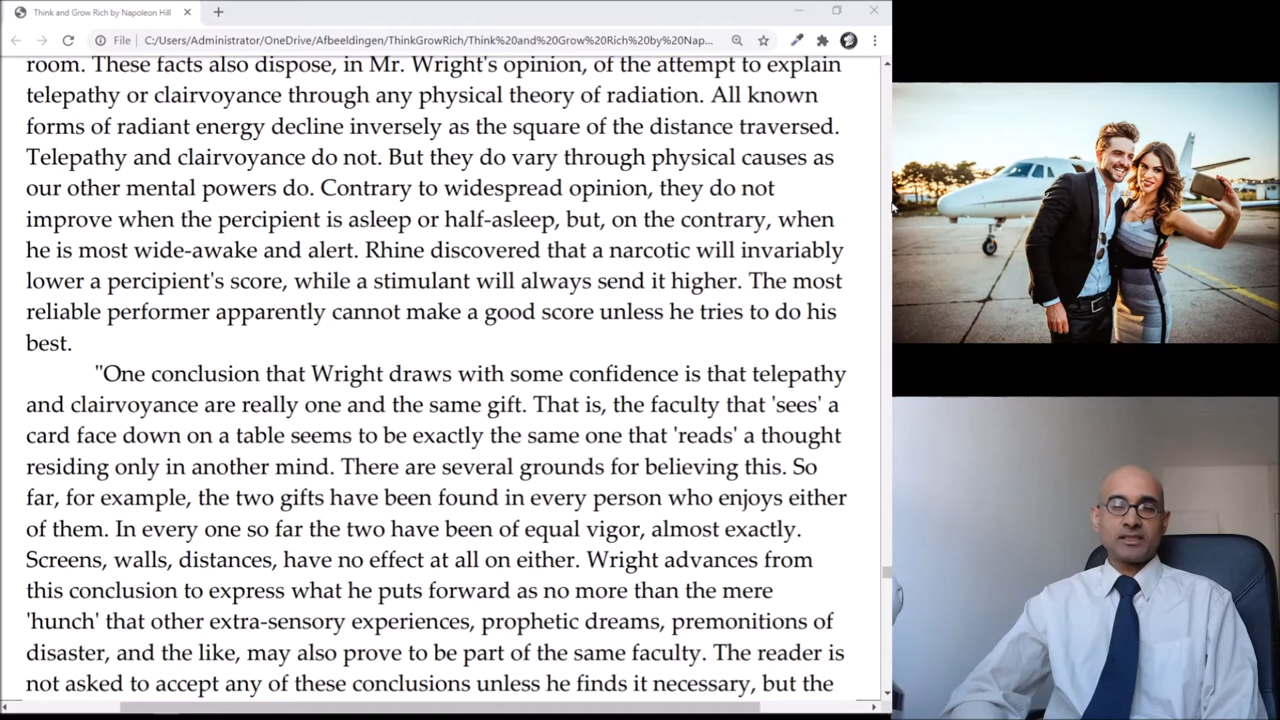 Think and Grow Rich by Napoleon Hill
File
C:/Users/Administrator/OneDrive/Afbeeldingen/ThinkGrowRich/Think%20and%20Grow%20Rich%20by%20Nap...
room. These facts also dispose, in Mr. Wright's opinion, of the attempt to explain
telepathy or clairvoyance through any physical theory of radiation. All known
forms of radiant energy decline inversely as the square of the distance traversed.
Telepathy and clairvoyance do not. But they do vary through physical causes as
our other mental powers do. Contrary to widespread opinion, they do not
improve when the percipient is asleep or half-asleep, but, on the contrary, when
he is most wide-awake and alert. Rhine discovered that a narcotic will invariably
lower a percipient's score, while a stimulant will always send it higher. The most
reliable performer apparently cannot make a good score unless he tries to do his
best.
"One conclusion that Wright draws with some confidence is that telepathy
and clairvoyance are really one and the same gift. That is, the faculty that 'sees' a
card face down on a table seems to be exactly the same one that 'reads' a thought
residing only in another mind. There are several grounds for believing this. So
far, for example, the two gifts have been found in every person who enjoys either
of them. In every one so far the two have been of equal vigor, almost exactly.
Screens, walls, distances, have no effect at all on either. Wright advances from
this conclusion to express what he puts forward as no more than the mere
'hunch' that other extra-sensory experiences, prophetic dreams, premonitions of
disaster, and the like, may also prove to be part of the same faculty. The reader is
not asked to accept any of these conclusions unless he finds it necessary, but the